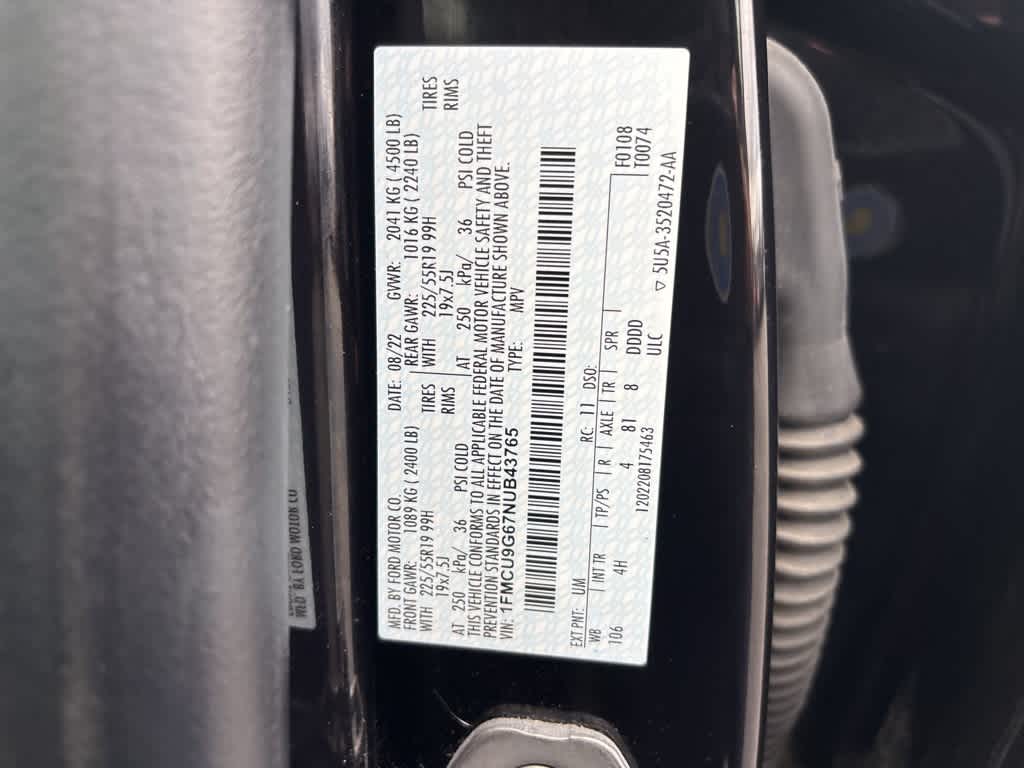 MFD. BY FORD MOTOR CO. DATE: 08/22 GVWR: 2041 KG ( 4500 LB)
FRONT GAWR: 1089 KG ( 2400 LB) REAR GAWR: 1016 KG ( 2240 LB)
WITH 225/55R19 99H TIRES WITH 225/55R19 99H TIRES
19x7.5J RIMS 19x7.5J RIMS
AT 250 kPa/ 36 PSI COLD AT 250 kPa/ 36 PSI COLD
THIS VEHICLE CONFORMS TO ALL APPLICABLE FEDERAL MOTOR VEHICLE SAFETY AND THEFT
PREVENTION STANDARDS IN EFFECT ON THE DATE OF MANUFACTURE SHOWN ABOVE.
VIN: 1FMCU9G67NUB43765 TYPE: MPV
EXT PNT: UM RC: 11 DSO: F0108
WB INT TR TP/PS R AXLE TR SPR T0074
106 4H 4 81 8 DDDD
1202208175463 ULC
▽ 5U5A-3520472-AA